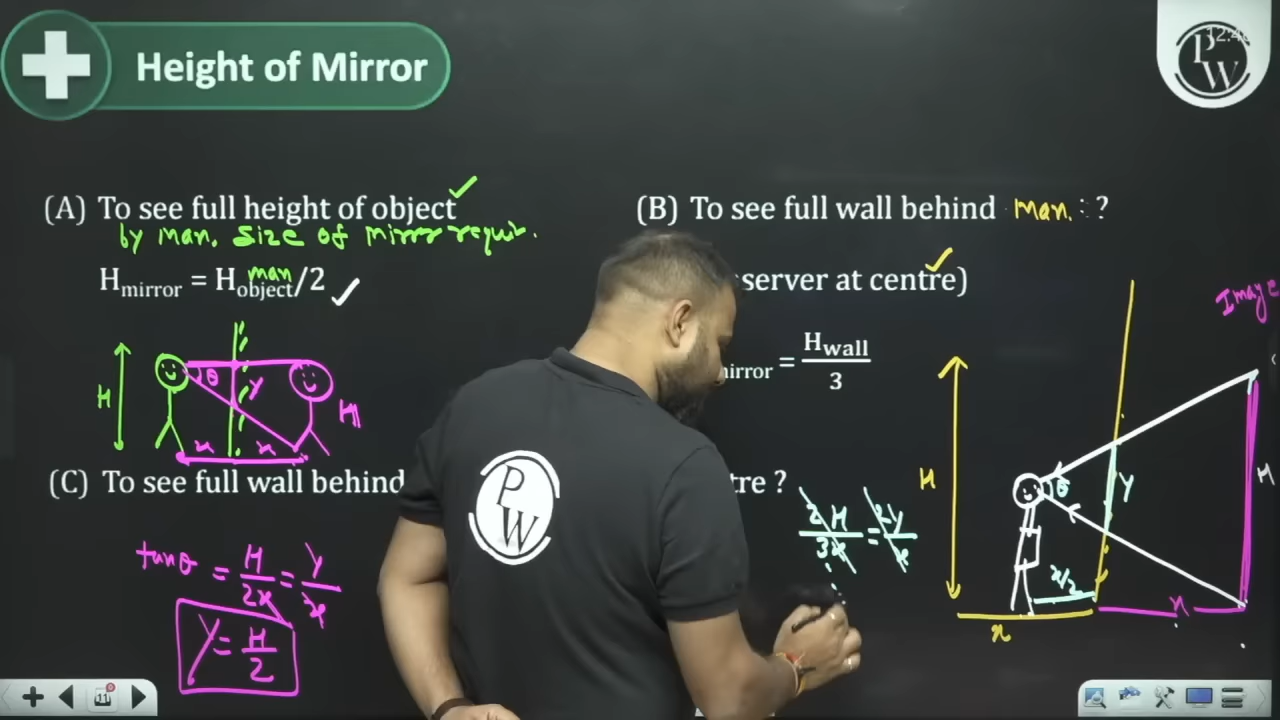 Height of Mirror
PW
(A) To see full height of object ✓
by man. size of mirror requir.
H_mirror = H_object/2 ✓
man
H
θ
y
H
x
x
(B) To see full wall behind man. : ?
server at centre) ✓
irror = H_wall/3
Image
H
θ
y
H
x/2
x
x
(C) To see full wall behind
tre ?
2H/3x = 2y/x
tanθ = H/2x = y/x
y = H/2
PW
11